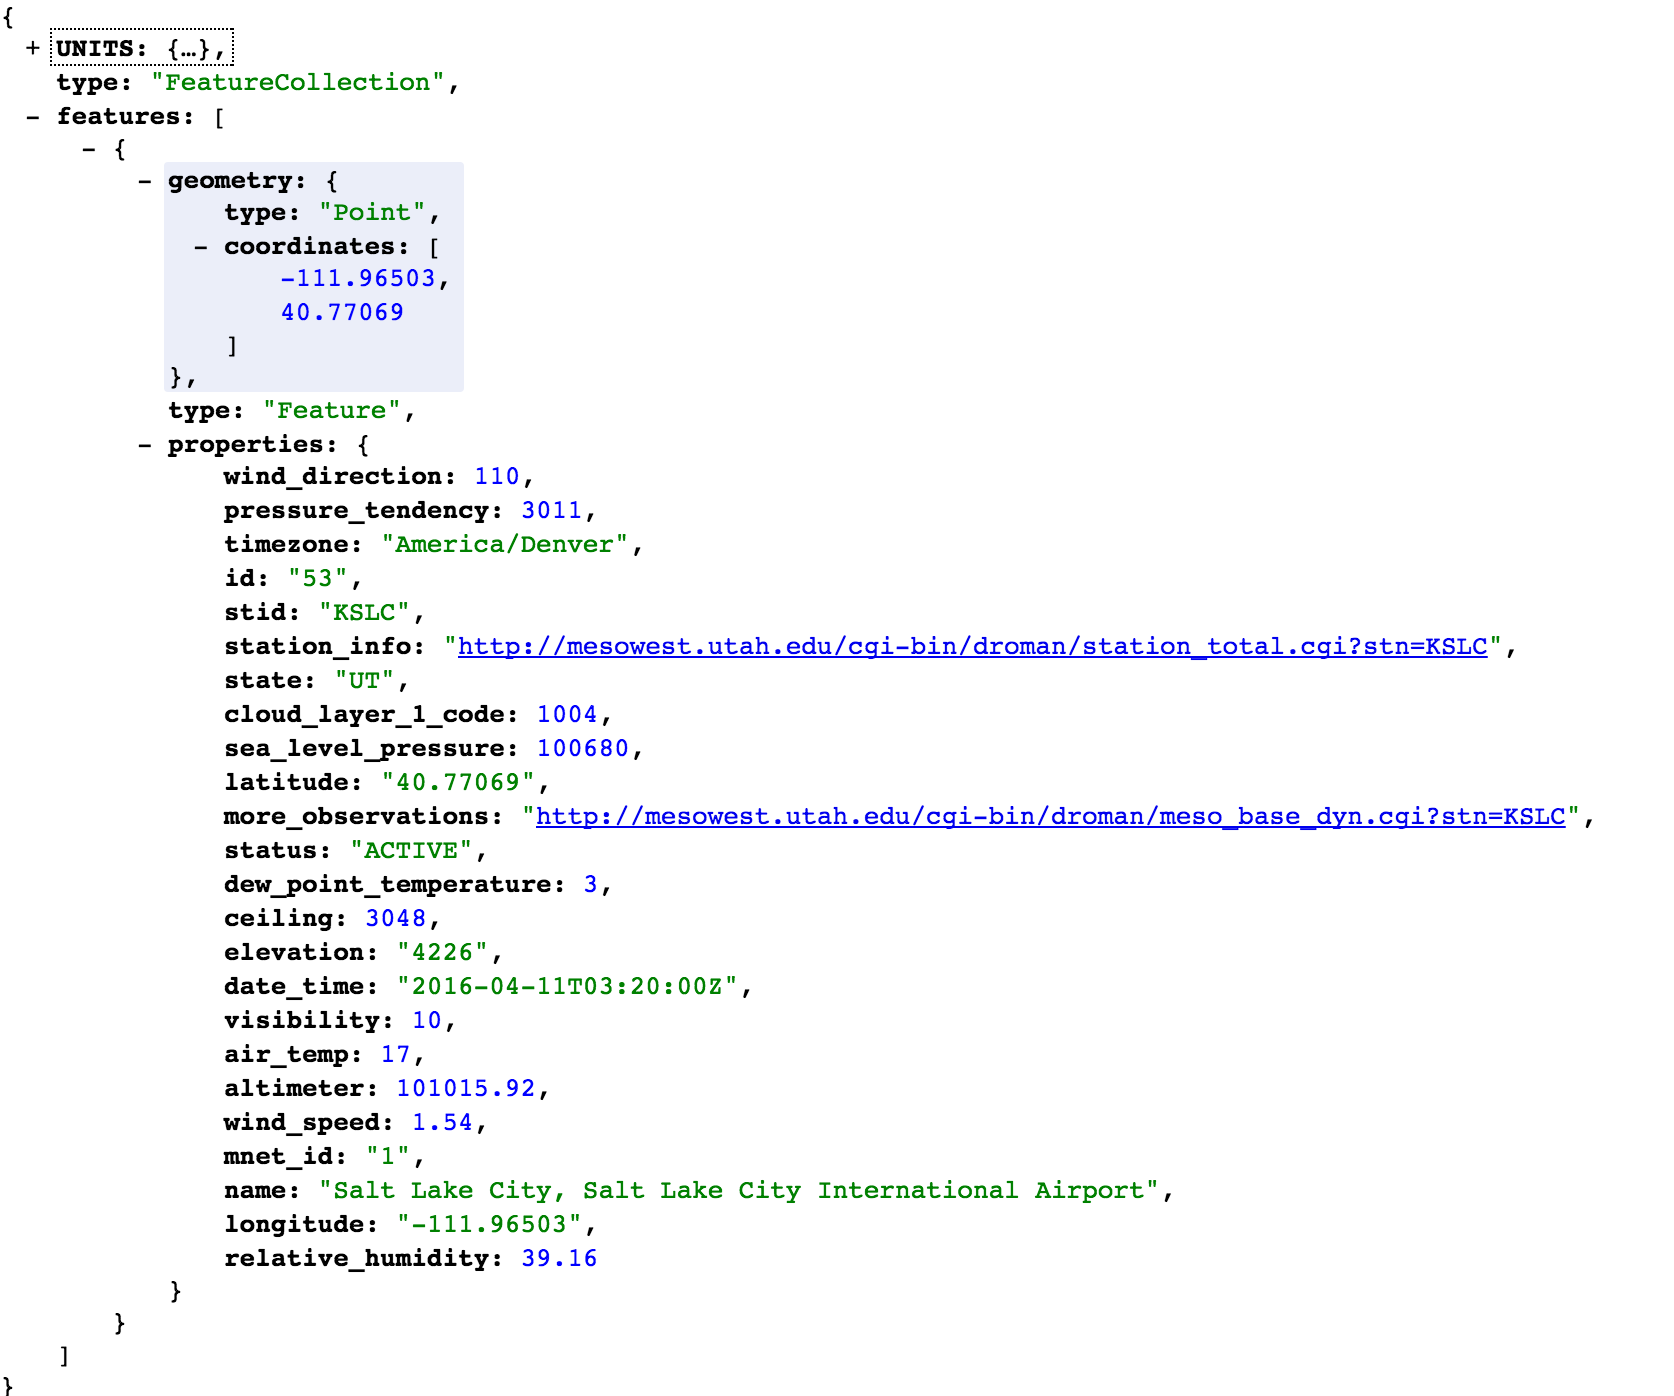 {
+ UNITS: {…},
type: "FeatureCollection",
- features: [
- {
- geometry: {
type: "Point",
- coordinates: [
-111.96503,
40.77069
]
},
type: "Feature",
- properties: {
wind_direction: 110,
pressure_tendency: 3011,
timezone: "America/Denver",
id: "53",
stid: "KSLC",
station_info: "http://mesowest.utah.edu/cgi-bin/droman/station_total.cgi?stn=KSLC",
state: "UT",
cloud_layer_1_code: 1004,
sea_level_pressure: 100680,
latitude: "40.77069",
more_observations: "http://mesowest.utah.edu/cgi-bin/droman/meso_base_dyn.cgi?stn=KSLC",
status: "ACTIVE",
dew_point_temperature: 3,
ceiling: 3048,
elevation: "4226",
date_time: "2016-04-11T03:20:00Z",
visibility: 10,
air_temp: 17,
altimeter: 101015.92,
wind_speed: 1.54,
mnet_id: "1",
name: "Salt Lake City, Salt Lake City International Airport",
longitude: "-111.96503",
relative_humidity: 39.16
}
}
]
}